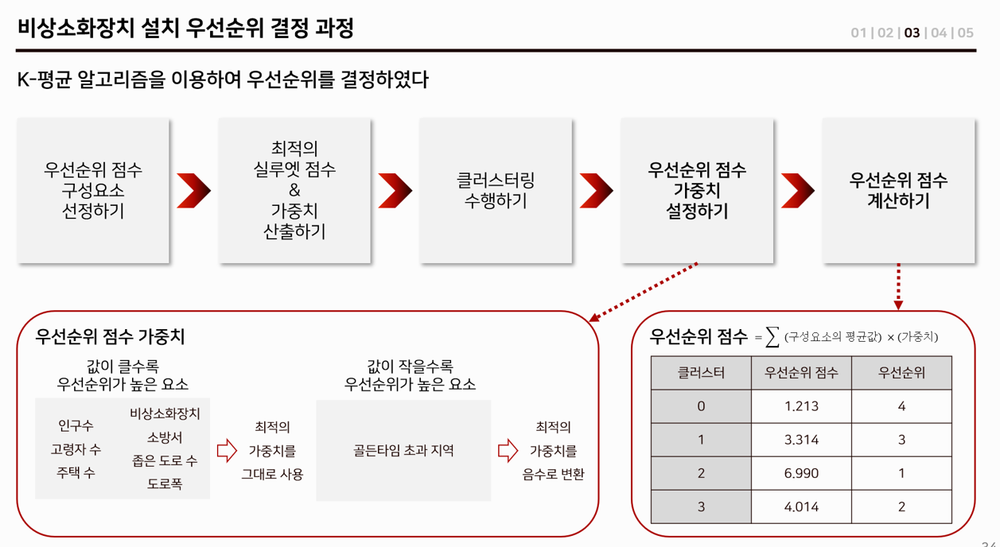 비상소화장치 설치 우선순위 결정 과정
01 | 02 | 03 | 04 | 05
K-평균 알고리즘을 이용하여 우선순위를 결정하였다
우선순위 점수
구성요소
선정하기
최적의
실루엣 점수
&
가중치
산출하기
클러스터링
수행하기
우선순위 점수
가중치
설정하기
우선순위 점수
계산하기
우선순위 점수 가중치
값이 클수록
우선순위가 높은 요소
인구수
고령자 수
주택 수
비상소화장치
소방서
좁은 도로 수
도로폭
최적의
가중치를
그대로 사용
값이 작을수록
우선순위가 높은 요소
골든타임 초과 지역
최적의
가중치를
음수로 변환
우선순위 점수 = ∑ (구성요소의 평균값) × (가중치)
클러스터 우선순위 점수 우선순위
0 1.213 4
1 3.314 3
2 6.990 1
3 4.014 2